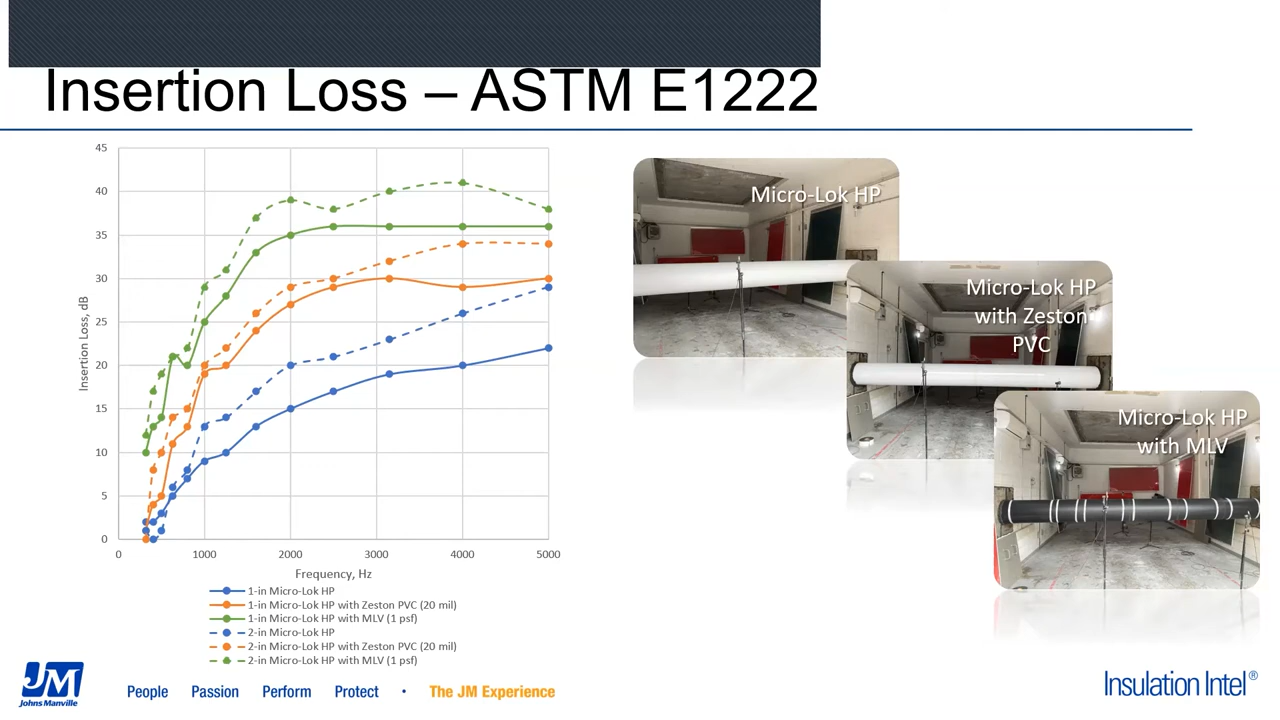 Insertion Loss – ASTM E1222
45
40
35
30
25
20
15
10
5
0
Insertion Loss, dB
0 1000 2000 3000 4000 5000
Frequency, Hz
1-in Micro-Lok HP
1-in Micro-Lok HP with Zeston PVC (20 mil)
1-in Micro-Lok HP with MLV (1 psf)
2-in Micro-Lok HP
2-in Micro-Lok HP with Zeston PVC (20 mil)
2-in Micro-Lok HP with MLV (1 psf)
Micro-Lok HP
Micro-Lok HP
with Zeston
PVC
Micro-Lok HP
with MLV
JM
Johns Manville
People Passion Perform Protect • The JM Experience
Insulation Intel®